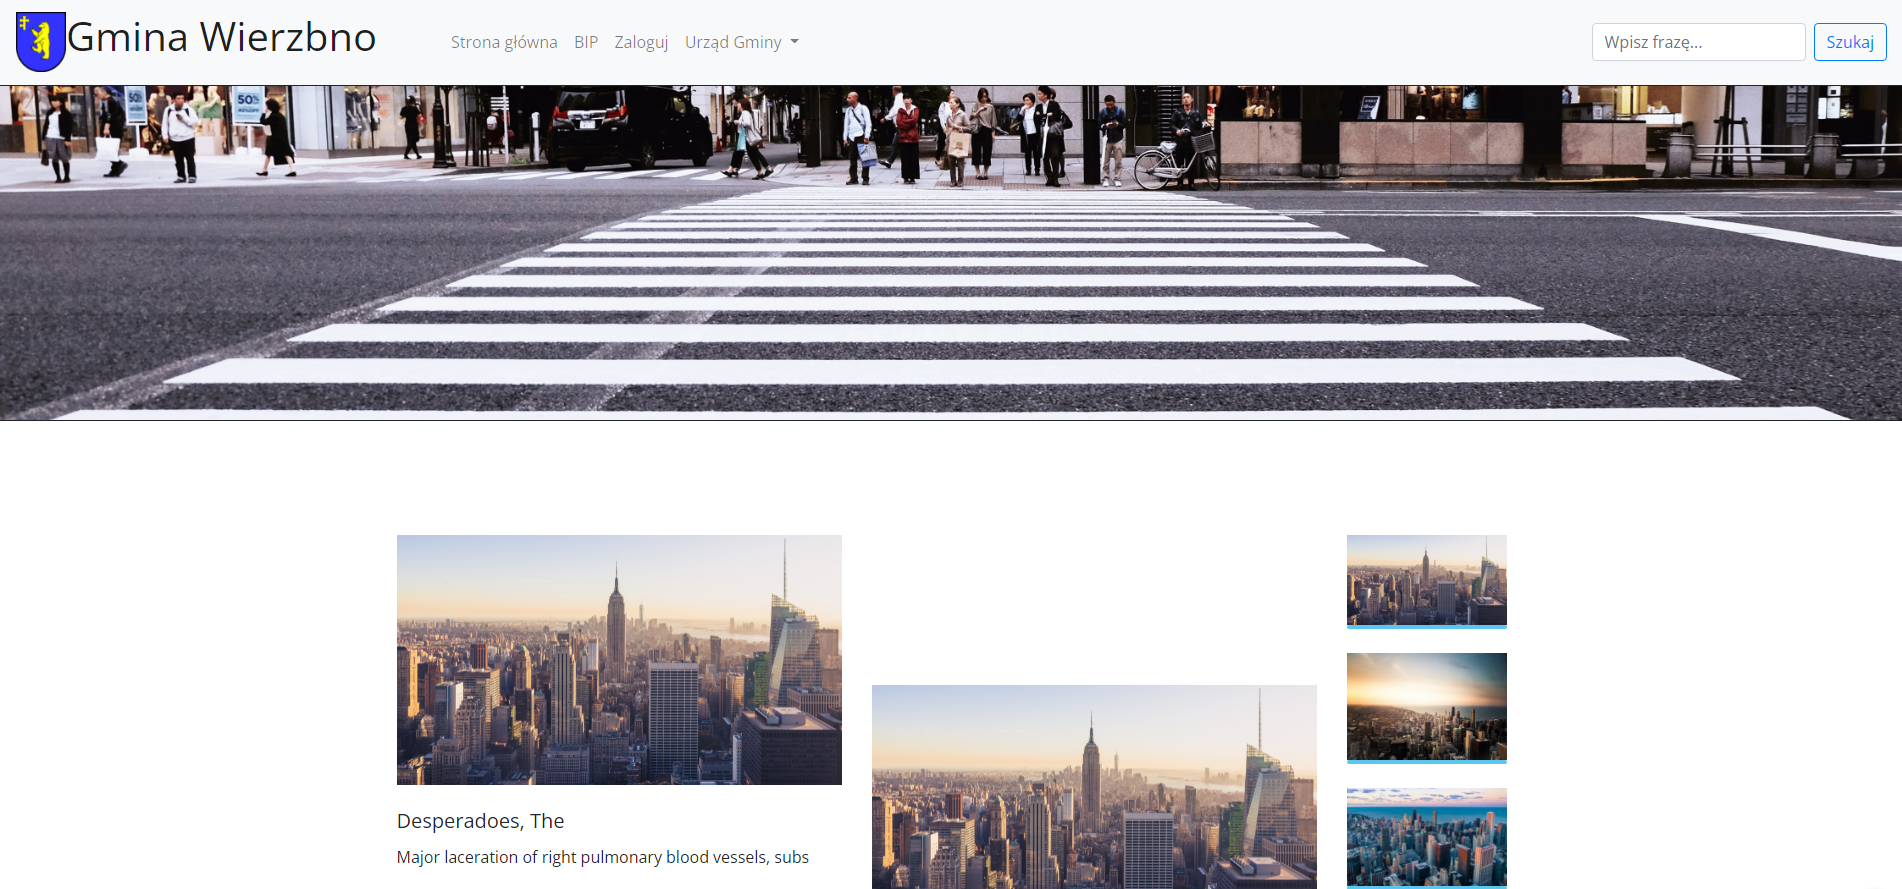 Gmina Wierzbno
Strona główna BIP Zaloguj Urząd Gminy
Wpisz frazę... Szukaj
50%
50%
Desperadoes, The
Major laceration of right pulmonary blood vessels, subs